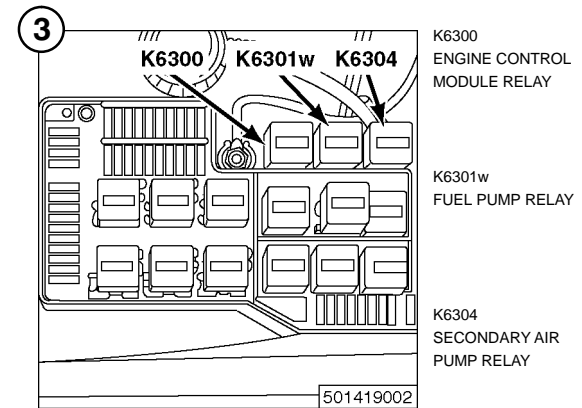 3
K6300 K6301w K6304
K6300
ENGINE CONTROL
MODULE RELAY
K6301w
FUEL PUMP RELAY
K6304
SECONDARY AIR
PUMP RELAY
501419002